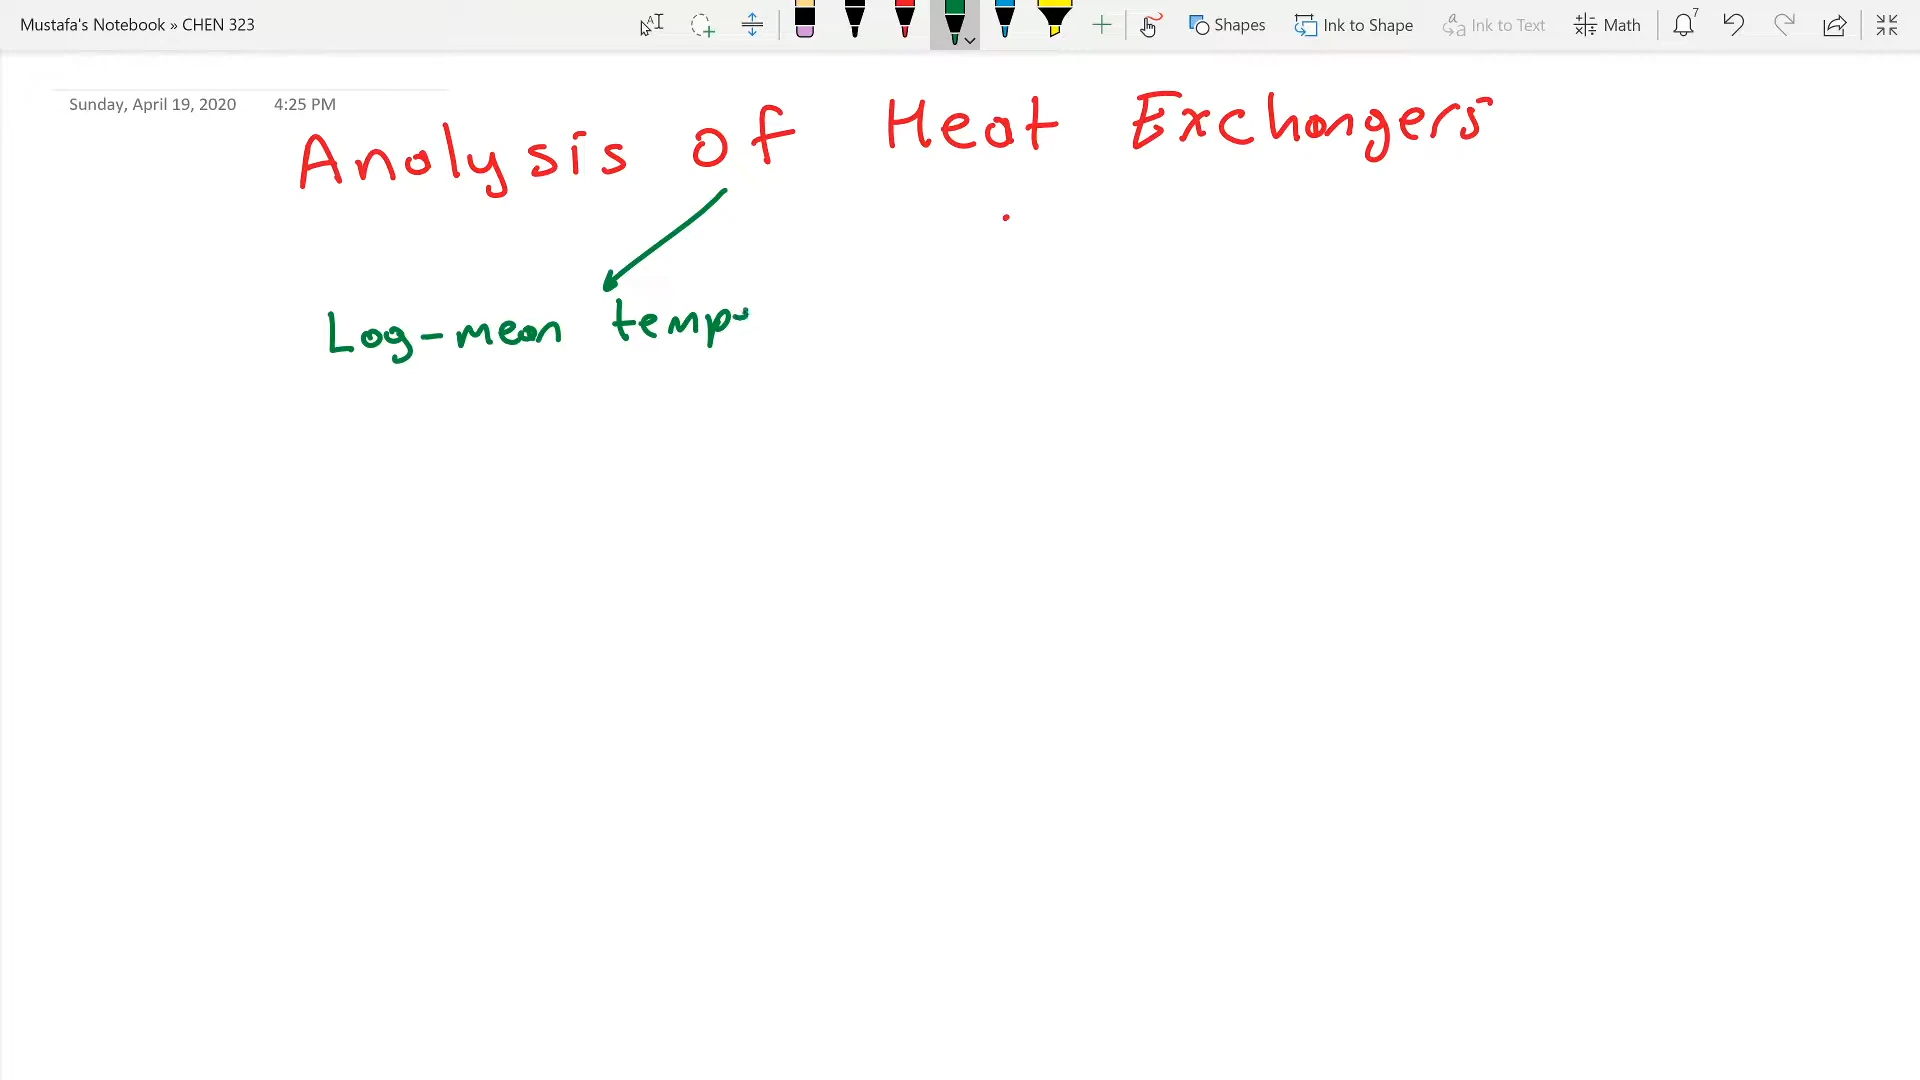 Mustafa's Notebook » CHEN 323
Shapes
Ink to Shape
Ink to Text
Math
7
Sunday, April 19, 2020 4:25 PM
Analysis of Heat Exchangers
Log-mean temp